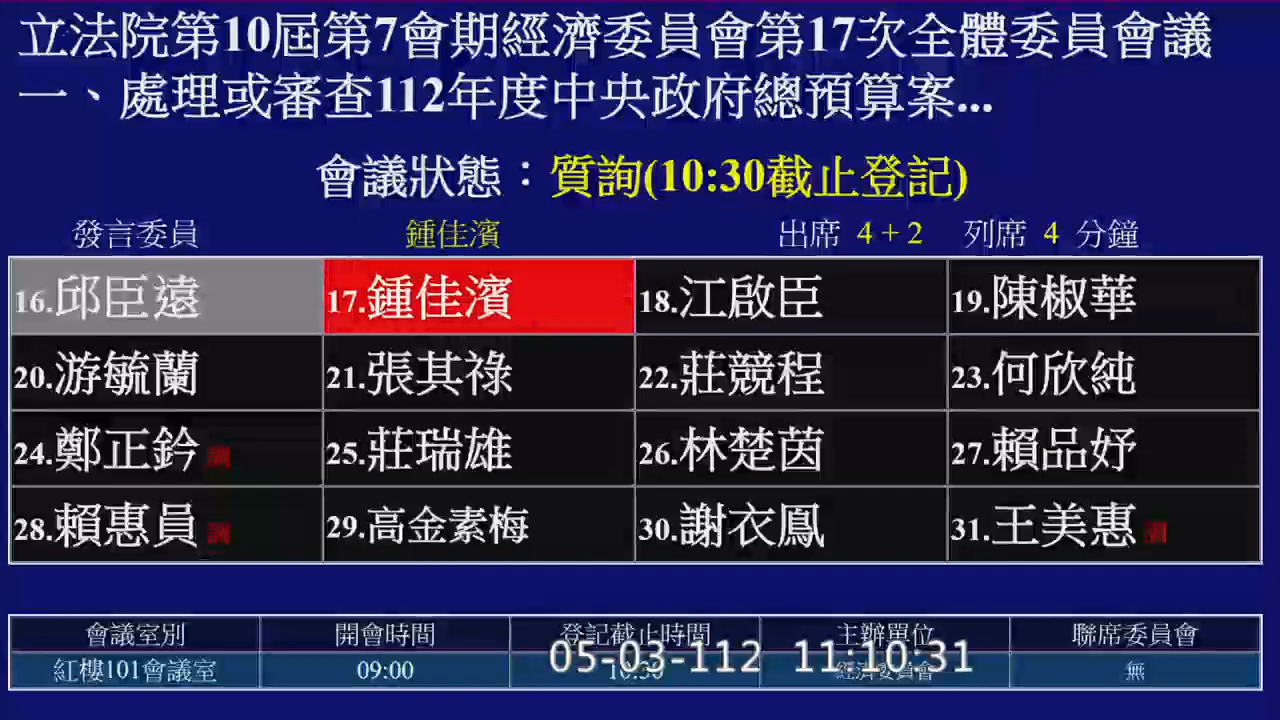 立法院第10屆第7會期經濟委員會第17次全體委員會議
一、處理或審查112年度中央政府總預算案...
會議狀態：質詢(10:30截止登記)
發言委員 鍾佳濱 出席 4 + 2 列席 4 分鐘
16.邱臣遠 17.鍾佳濱 18.江啟臣 19.陳椒華
20.游毓蘭 21.張其祿 22.莊競程 23.何欣純
24.鄭正鈐 25.莊瑞雄 26.林楚茵 27.賴品妤
28.賴惠員 29.高金素梅 30.謝衣鳳 31.王美惠
會議室別 開會時間 登記截止時間 主辦單位 聯席委員會
紅樓101會議室 09:00 10:30 經濟委員會 無
05-03-112 11:10:31